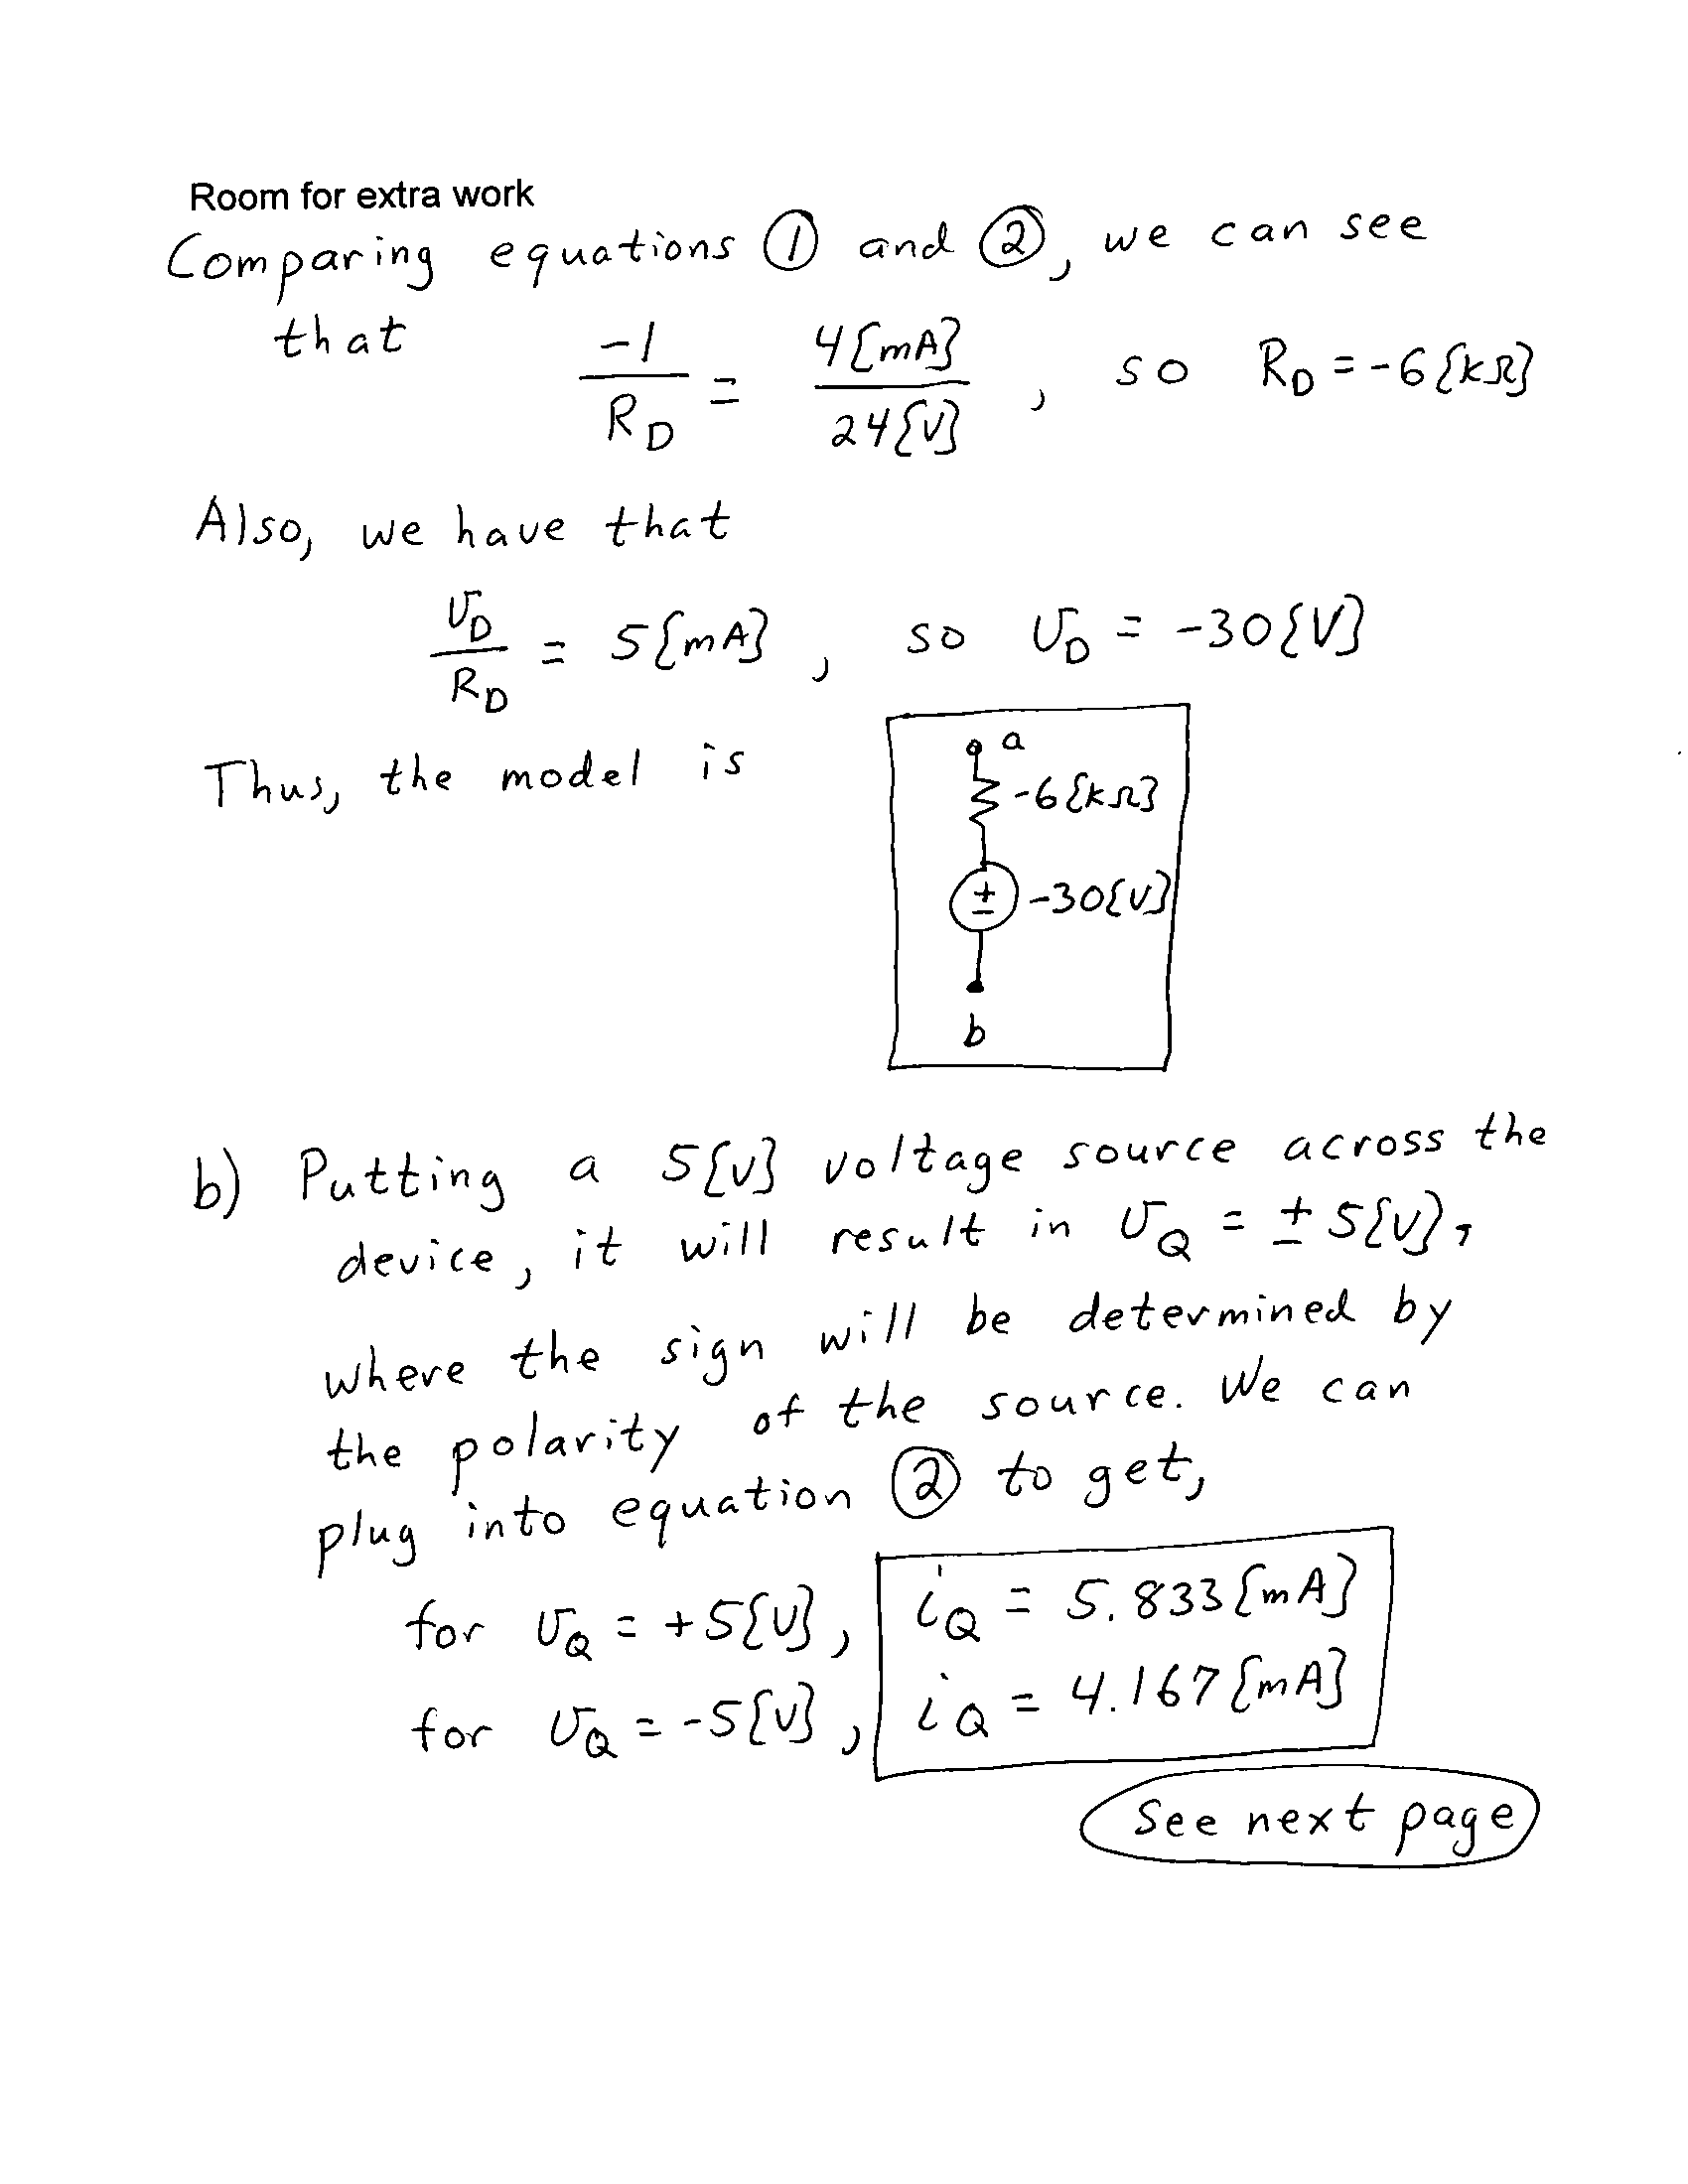 Room for extra work
Comparing equations ① and ②, we can see
that -1/R_D = 4{mA}/24{V}, so R_D = -6{kΩ}
Also, we have that
v_D/R_D = 5{mA}, so v_D = -30{V}
Thus, the model is
a
-6{kΩ}
± -30{V}
b
b) Putting a 5{V} voltage source across the
device, it will result in v_Q = ± 5{V},
where the sign will be determined by
the polarity of the source. We can
plug into equation ② to get,
for v_Q = +5{V}, i_Q = 5.833{mA}
for v_Q = -5{V}, i_Q = 4.167{mA}
See next page